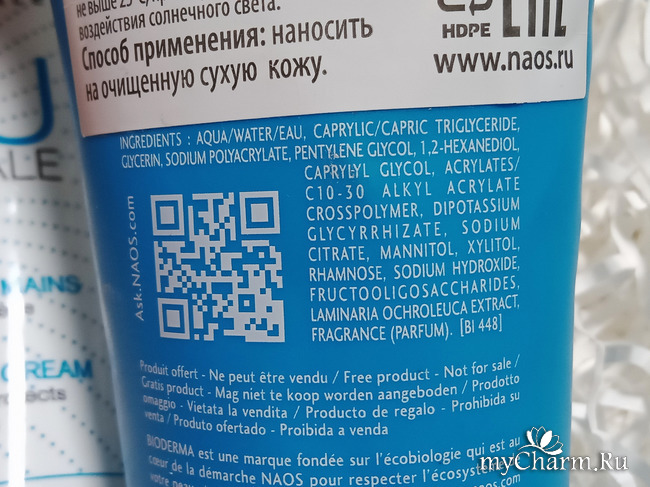 не выше 25°С
воздействия солнечного света.
Способ применения: наносить
на очищенную сухую кожу.
HDPE
EAC
www.naos.ru
INGREDIENTS : AQUA/WATER/EAU, CAPRYLIC/CAPRIC TRIGLYCERIDE,
GLYCERIN, SODIUM POLYACRYLATE, PENTYLENE GLYCOL, 1,2-HEXANEDIOL,
CAPRYLYL GLYCOL, ACRYLATES/
C10-30 ALKYL ACRYLATE
CROSSPOLYMER, DIPOTASSIUM
GLYCYRRHIZATE, SODIUM
CITRATE, MANNITOL, XYLITOL,
RHAMNOSE, SODIUM HYDROXIDE,
FRUCTOOLIGOSACCHARIDES,
LAMINARIA OCHROLEUCA EXTRACT,
FRAGRANCE (PARFUM). [BI 448]
Ask.NAOS.com
Produit offert - Ne peut être vendu / Free product - Not for sale /
Gratis product - Mag niet te koop worden aangeboden / Prodotto
omaggio - Vietata la vendita / Producto de regalo - Prohibida su
venta / Produto ofertado - Proibida a venda
BIODERMA est une marque fondée sur l'écobiologie qui est au
cœur de la démarche NAOS pour respecter l'écosystème
U
ALE
MAINS
CREAM
myCharm.Ru